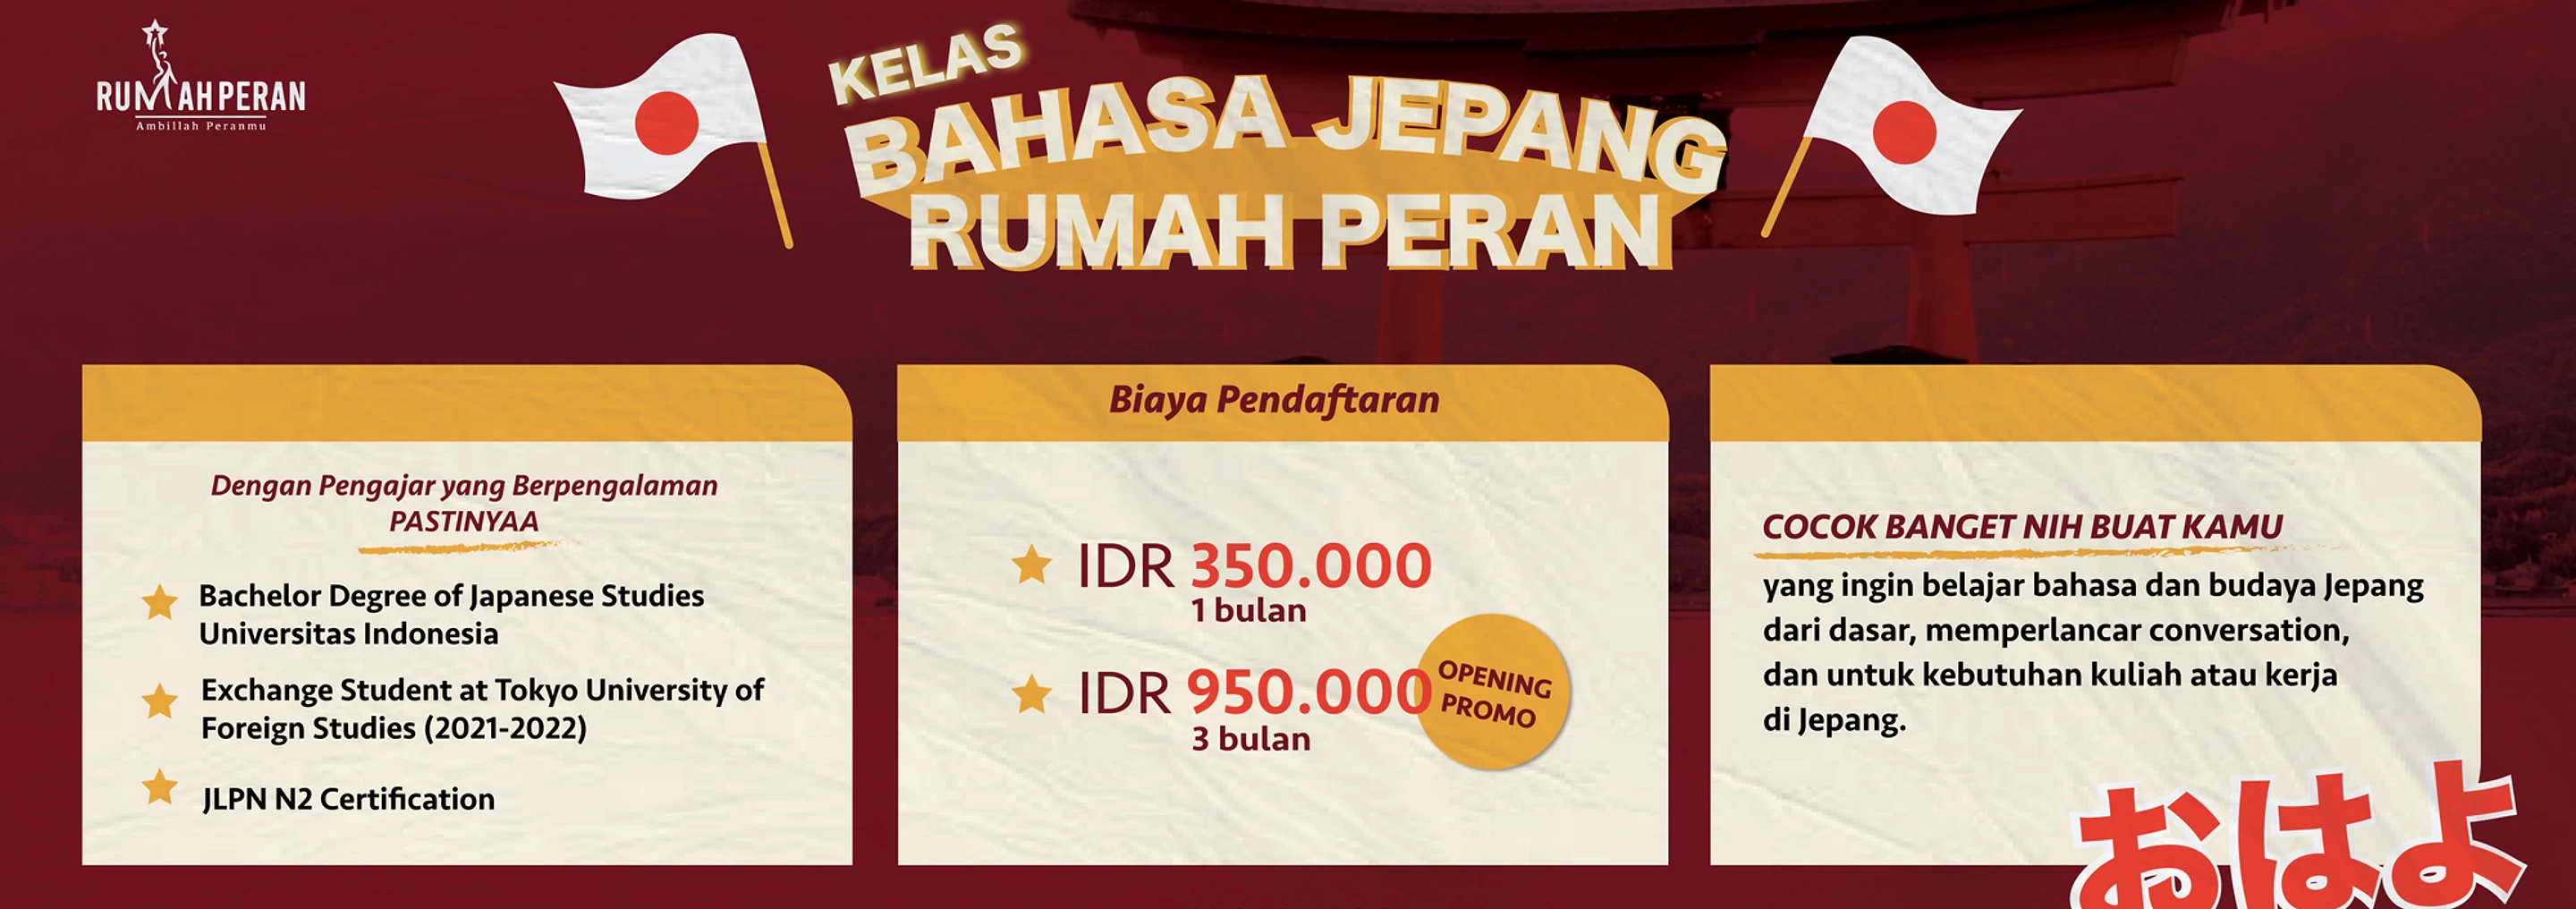 RUMAH PERAN
Ambillah Peranmu
KELAS
BAHASA JEPANG
RUMAH PERAN
Dengan Pengajar yang Berpengalaman
PASTINYAA
Bachelor Degree of Japanese Studies
Universitas Indonesia
Exchange Student at Tokyo University of
Foreign Studies (2021-2022)
JLPN N2 Certification
Biaya Pendaftaran
IDR 350.000
1 bulan
IDR 950.000
3 bulan
OPENING
PROMO
COCOK BANGET NIH BUAT KAMU
yang ingin belajar bahasa dan budaya Jepang
dari dasar, memperlancar conversation,
dan untuk kebutuhan kuliah atau kerja
di Jepang.
おはよ